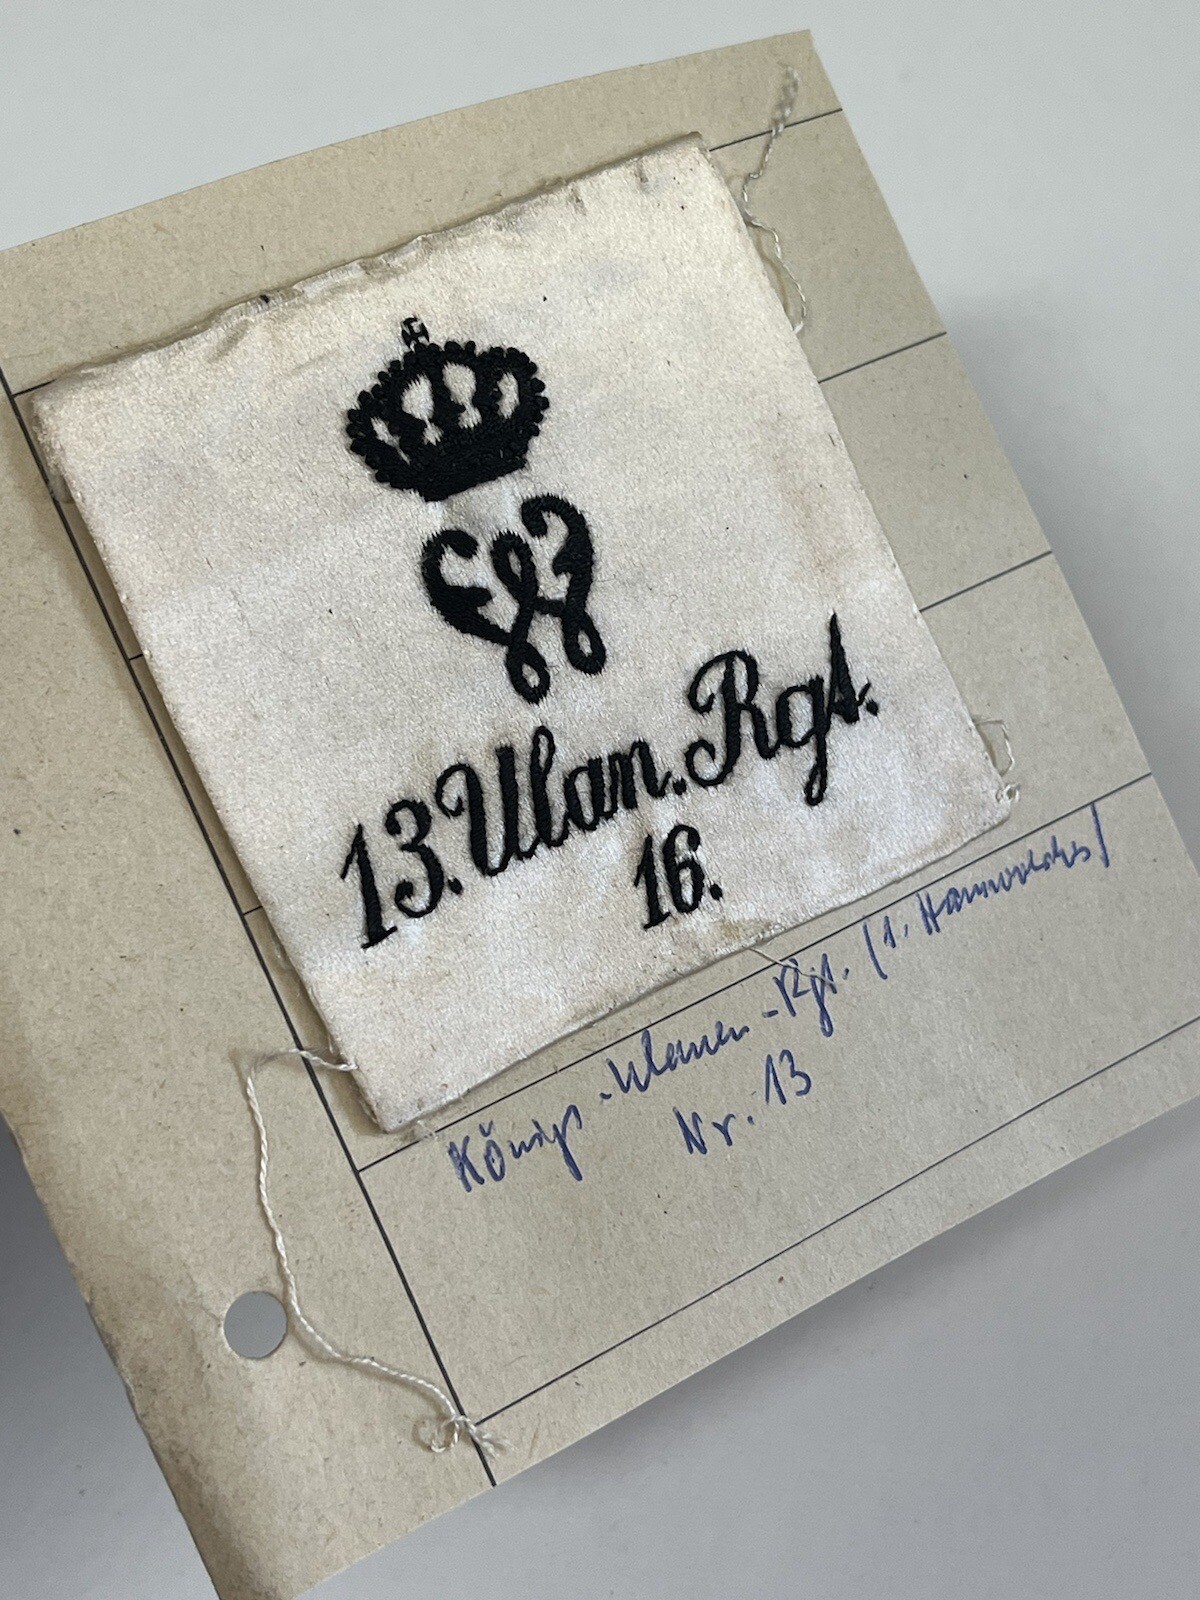 W
13. Ulan. Rgt.
16.
Königs-Ulanen-Rgt. (1. Hannoversches)
Nr. 13